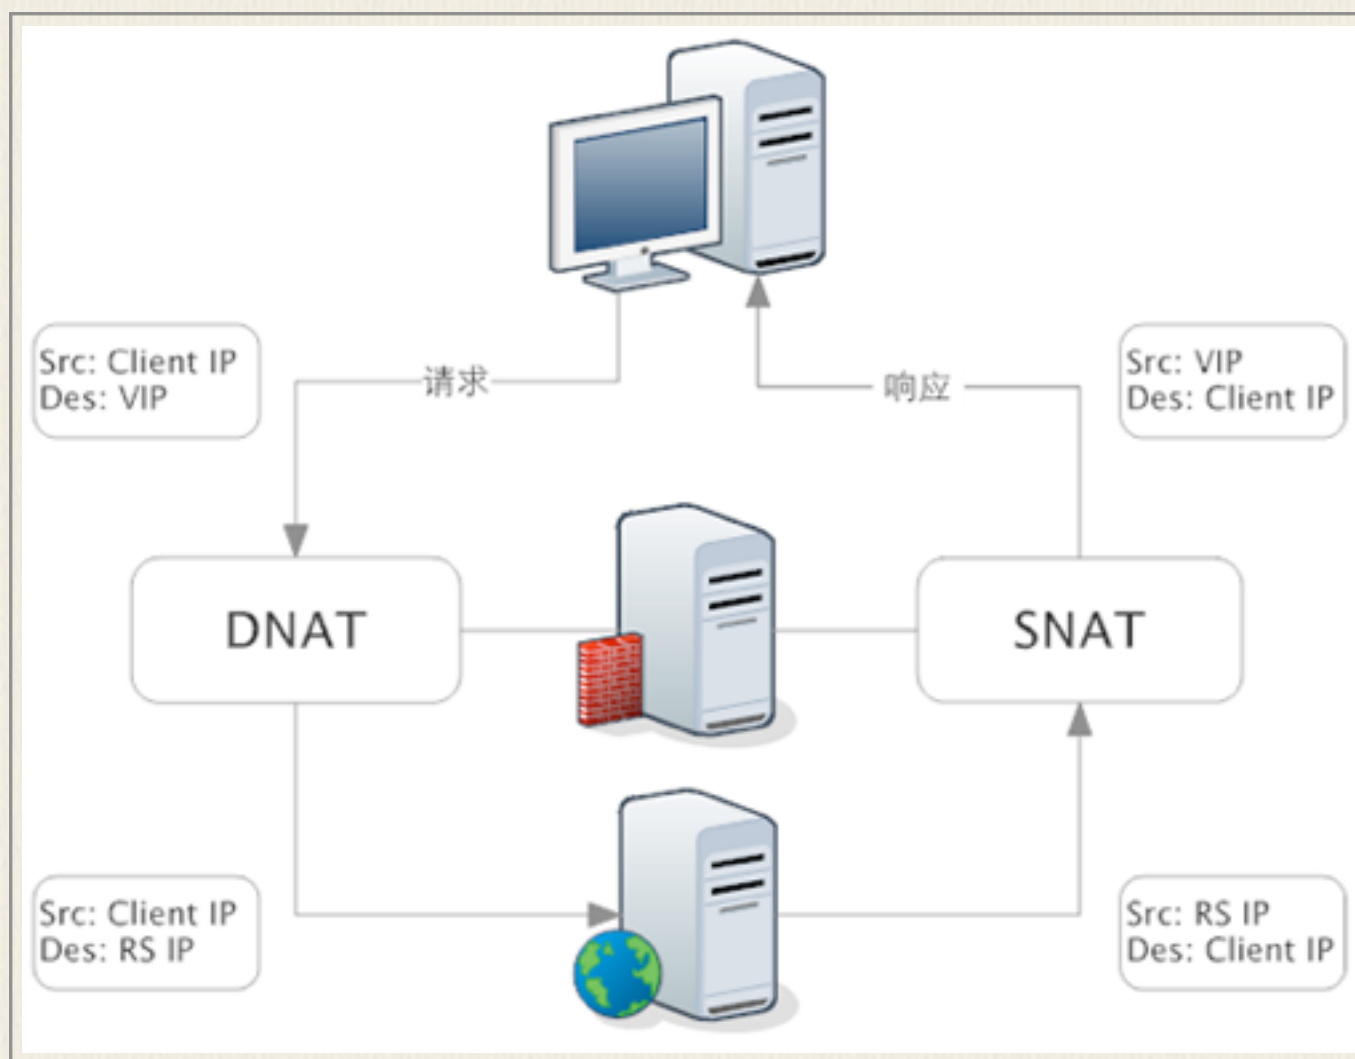 Src: Client IP
Des: VIP
请求
响应
Src: VIP
Des: Client IP
DNAT
SNAT
Src: Client IP
Des: RS IP
Src: RS IP
Des: Client IP